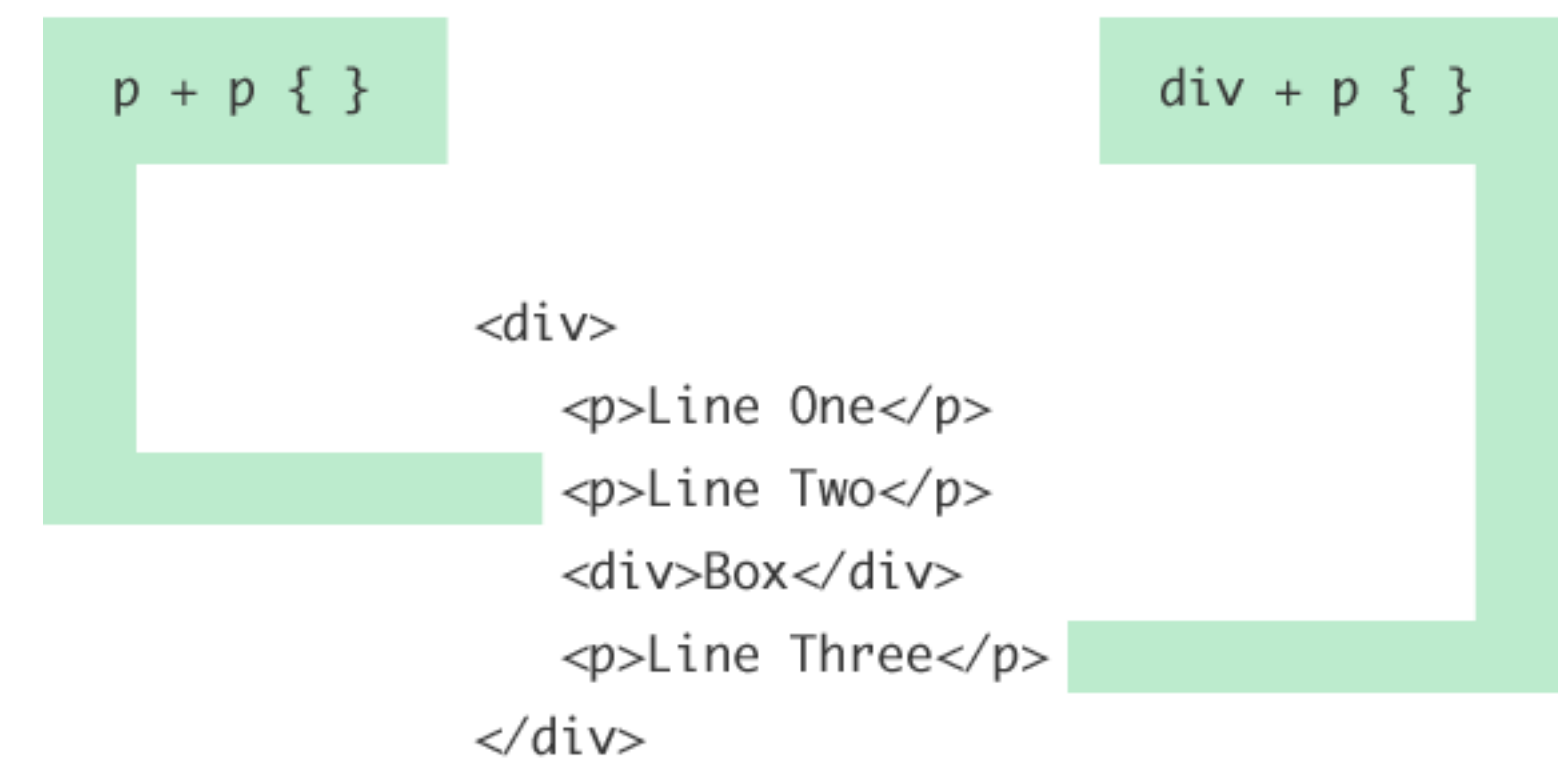 p + p { }
div + p { }
<div>
<p>Line One</p>
<p>Line Two</p>
<div>Box</div>
<p>Line Three</p>
</div>